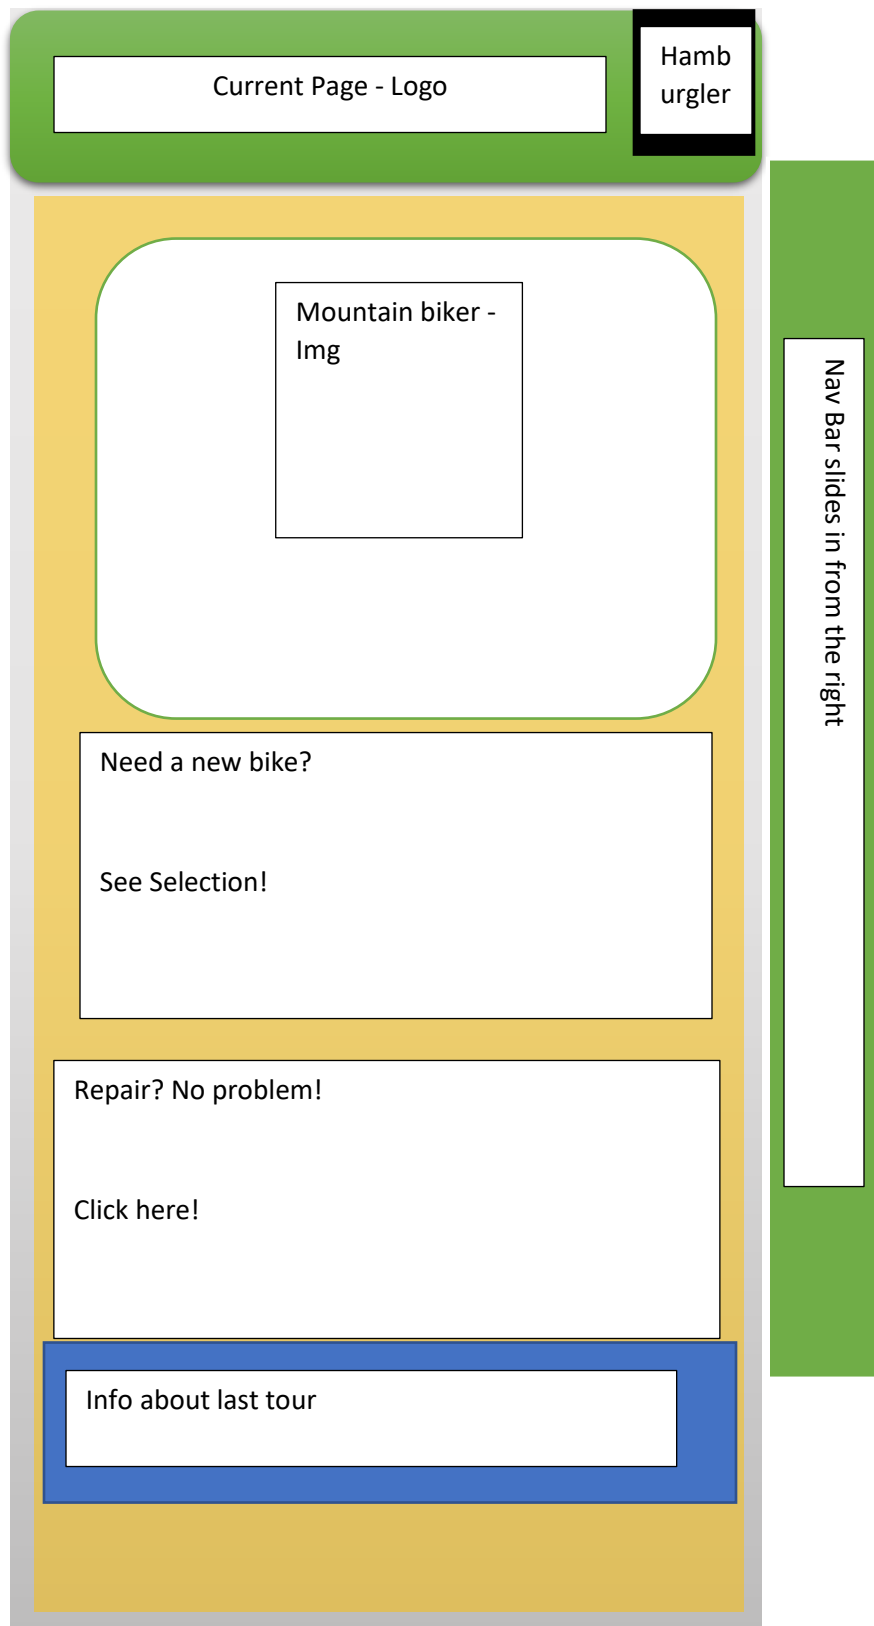 Current Page - Logo
Hamb
urgler
Mountain biker -
Img
Nav Bar slides in from the right
Need a new bike?
See Selection!
Repair? No problem!
Click here!
Info about last tour